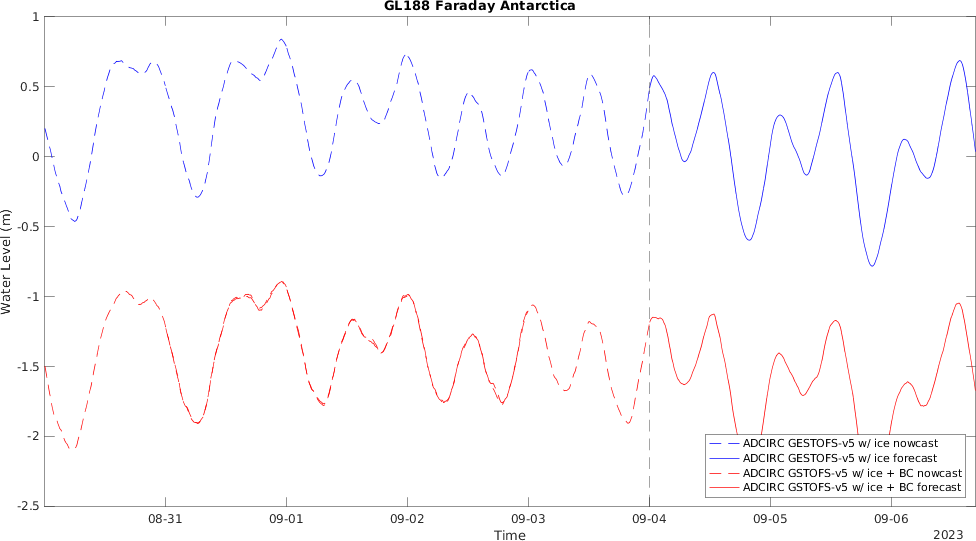 GL188 Faraday Antarctica
Water Level (m)
1
0.5
0
-0.5
-1
-1.5
-2
-2.5
ADCIRC GESTOFS-v5 w/ ice nowcast
ADCIRC GESTOFS-v5 w/ ice forecast
ADCIRC GSTOFS-v5 w/ ice + BC nowcast
ADCIRC GSTOFS-v5 w/ ice + BC forecast
08-31 09-01 09-02 09-03 09-04 09-05 09-06
Time
2023